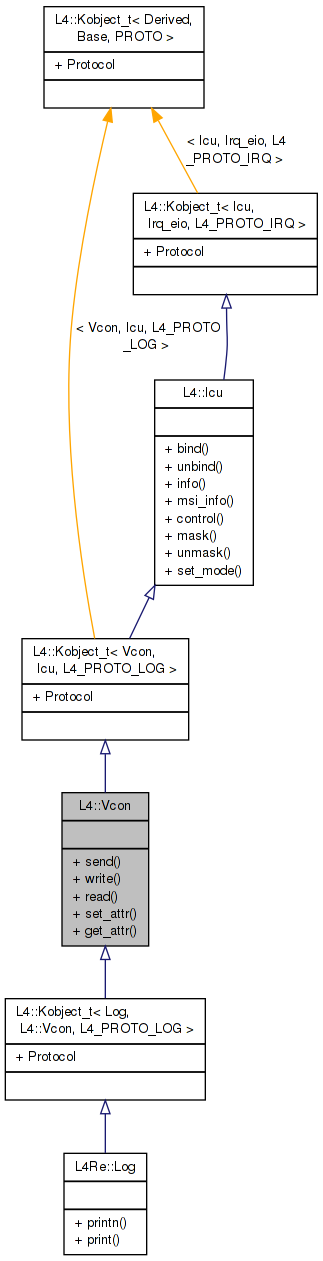 L4::Kobject_t< Derived,
Base, PROTO >
+ Protocol
< Icu, Irq_eio, L4
_PROTO_IRQ >
L4::Kobject_t< Icu,
Irq_eio, L4_PROTO_IRQ >
+ Protocol
< Vcon, Icu, L4_PROTO
_LOG >
L4::Icu
+ bind()
+ unbind()
+ info()
+ msi_info()
+ control()
+ mask()
+ unmask()
+ set_mode()
L4::Kobject_t< Vcon,
Icu, L4_PROTO_LOG >
+ Protocol
L4::Vcon
+ send()
+ write()
+ read()
+ set_attr()
+ get_attr()
L4::Kobject_t< Log,
L4::Vcon, L4_PROTO_LOG >
+ Protocol
L4Re::Log
+ printn()
+ print()